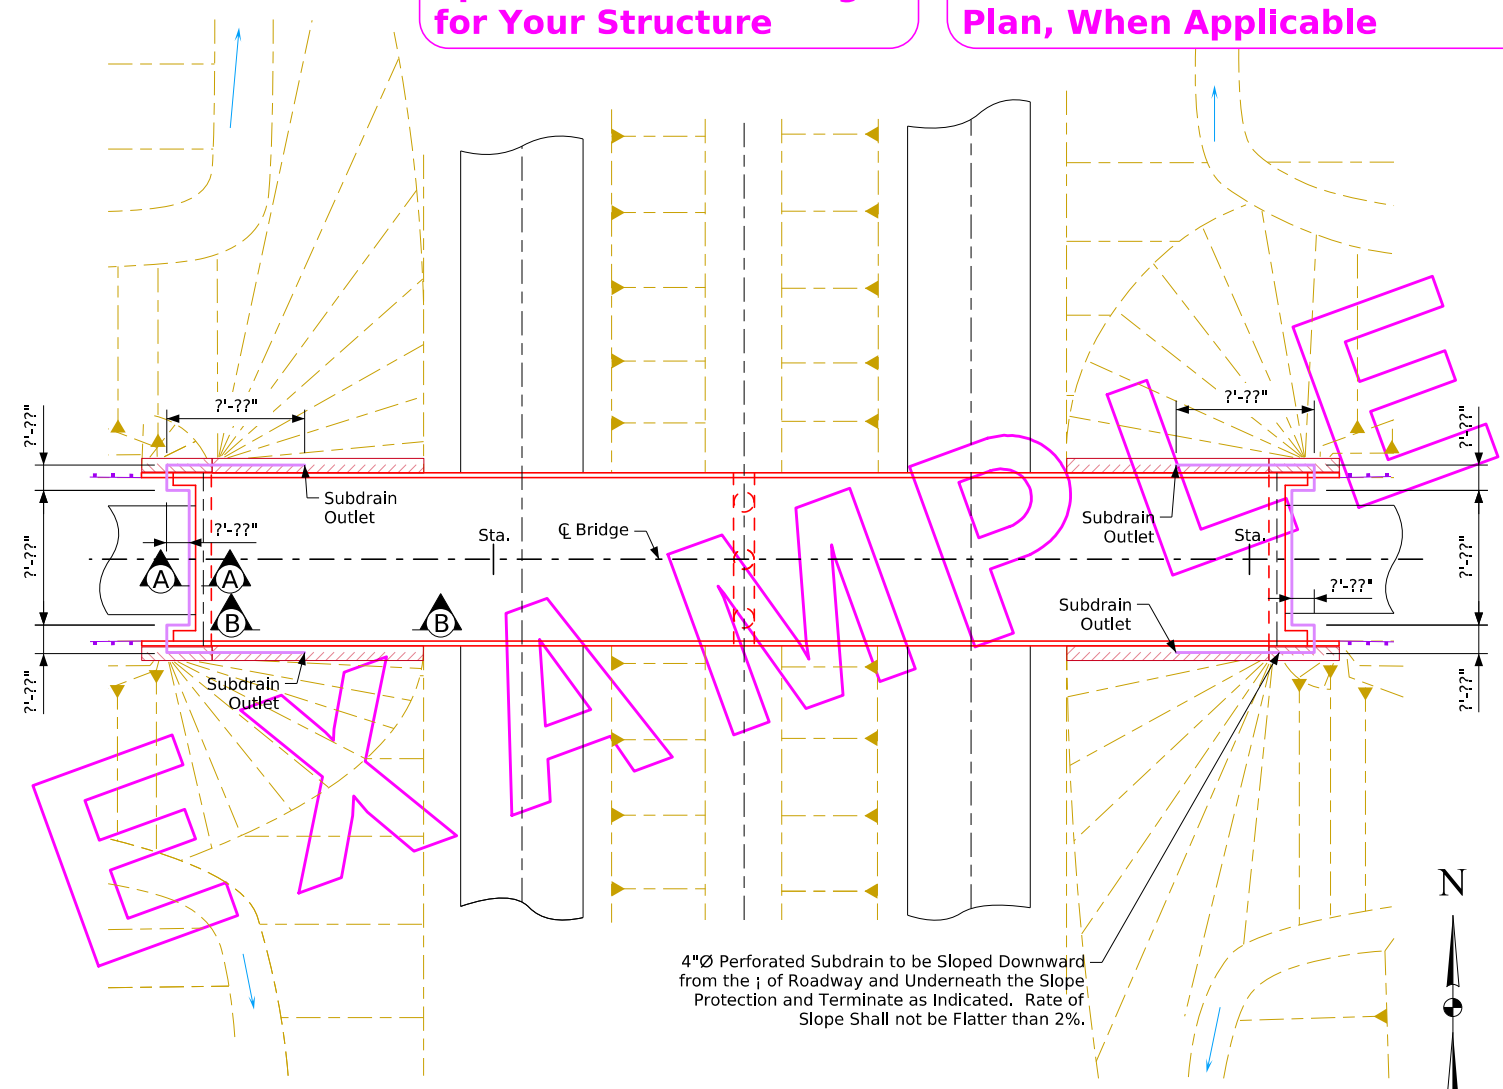 for Your Structure
Plan, When Applicable
?'-??"
?'-??"
?'-??"
?'-??"
Subdrain
Outlet
Subdrain
Outlet
?'-??"
?'-??"
Sta.
℄ Bridge
Sta.
?'-??"
?'-??"
A
A
?'-??"
B
B
Subdrain
Outlet
Subdrain
Outlet
?'-??"
?'-??"
EXAMPLE
N
4"Ø Perforated Subdrain to be Sloped Downward
from the ¡ of Roadway and Underneath the Slope
Protection and Terminate as Indicated. Rate of
Slope Shall not be Flatter than 2%.